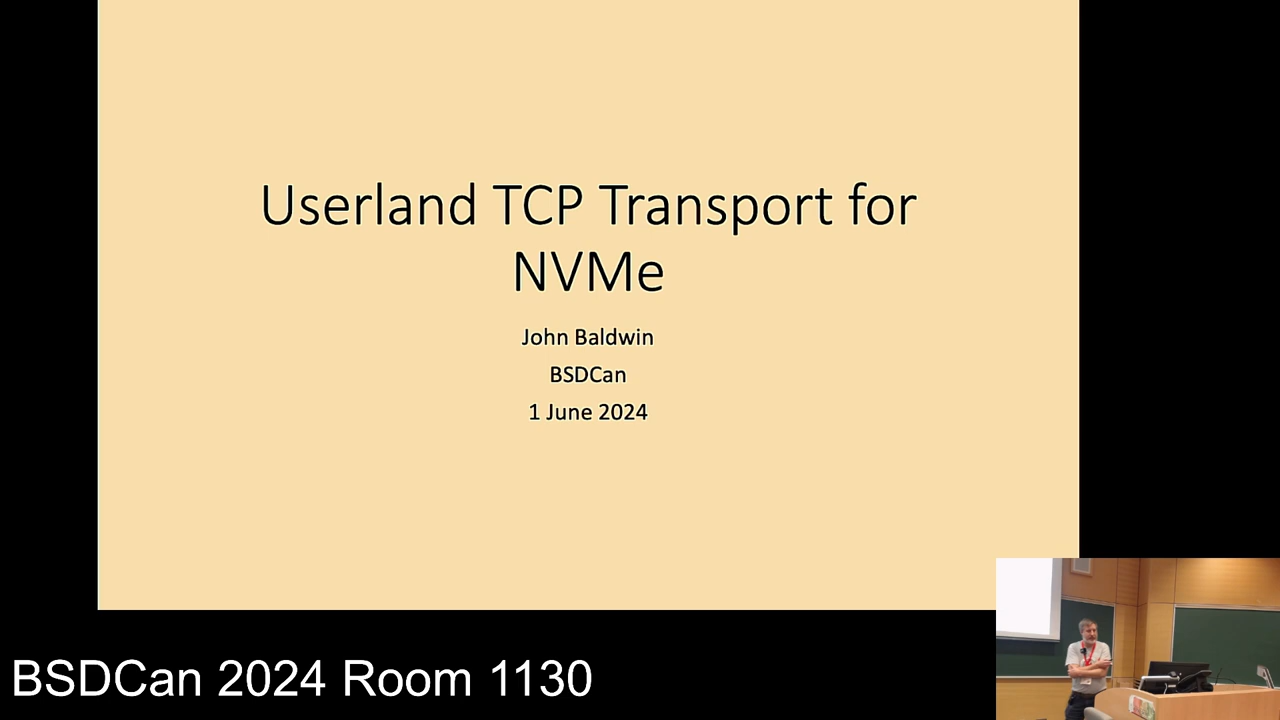 Userland TCP Transport for
NVMe
John Baldwin
BSDCan
1 June 2024
BSDCan 2024 Room 1130